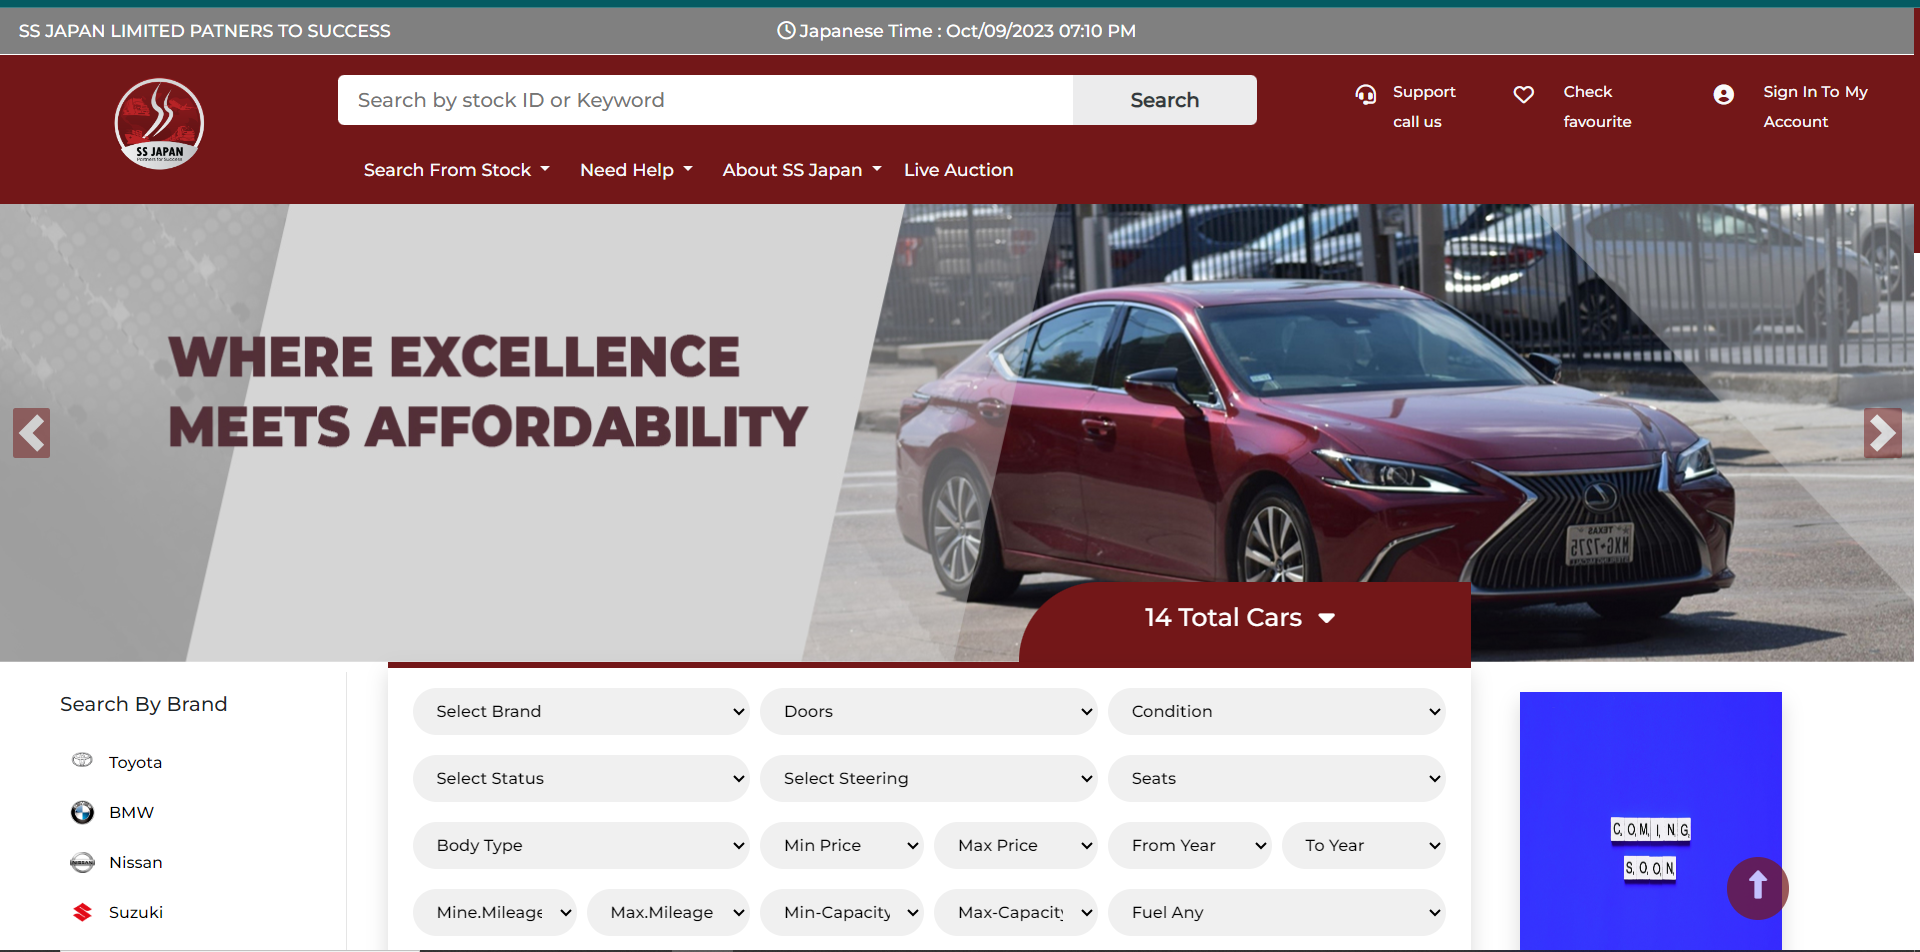 SS JAPAN LIMITED PATNERS TO SUCCESS
Japanese Time : Oct/09/2023 07:10 PM
SS JAPAN
Partners for Success
Search by stock ID or Keyword
Search
Support
call us
Check
favourite
Sign In To My
Account
Search From Stock
Need Help
About SS Japan
Live Auction
WHERE EXCELLENCE
MEETS AFFORDABILITY
TEXAS
14 Total Cars
Search By Brand
Toyota
BMW
Nissan
Suzuki
Select Brand
Doors
Condition
Select Status
Select Steering
Seats
Body Type
Min Price
Max Price
From Year
To Year
Mine.Mileage
Max.Mileage
Min-Capacity
Max-Capacity
Fuel Any
COMING
SOON